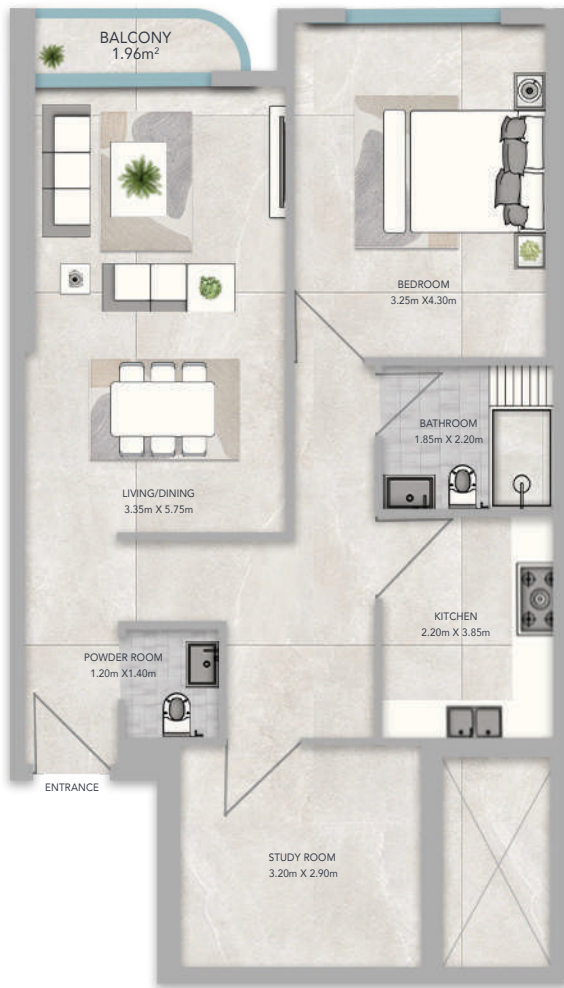 BALCONY
1.96m²
BEDROOM
3.25m X4.30m
BATHROOM
1.85m X 2.20m
LIVING/DINING
3.35m X 5.75m
KITCHEN
2.20m X 3.85m
POWDER ROOM
1.20m X1.40m
ENTRANCE
STUDY ROOM
3.20m X 2.90m